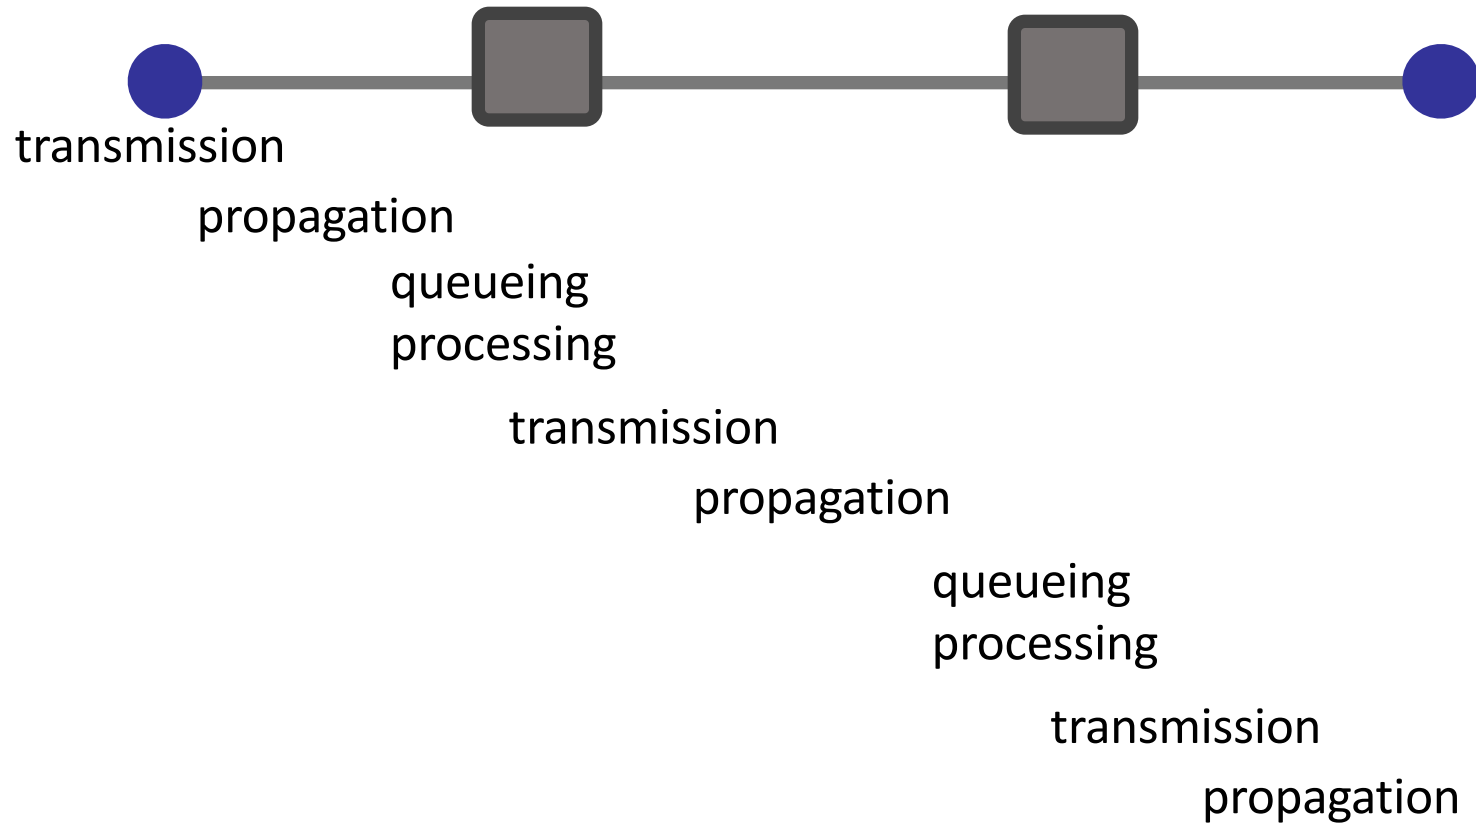 transmission
propagation
queueing
processing
transmission
propagation
queueing
processing
transmission
propagation